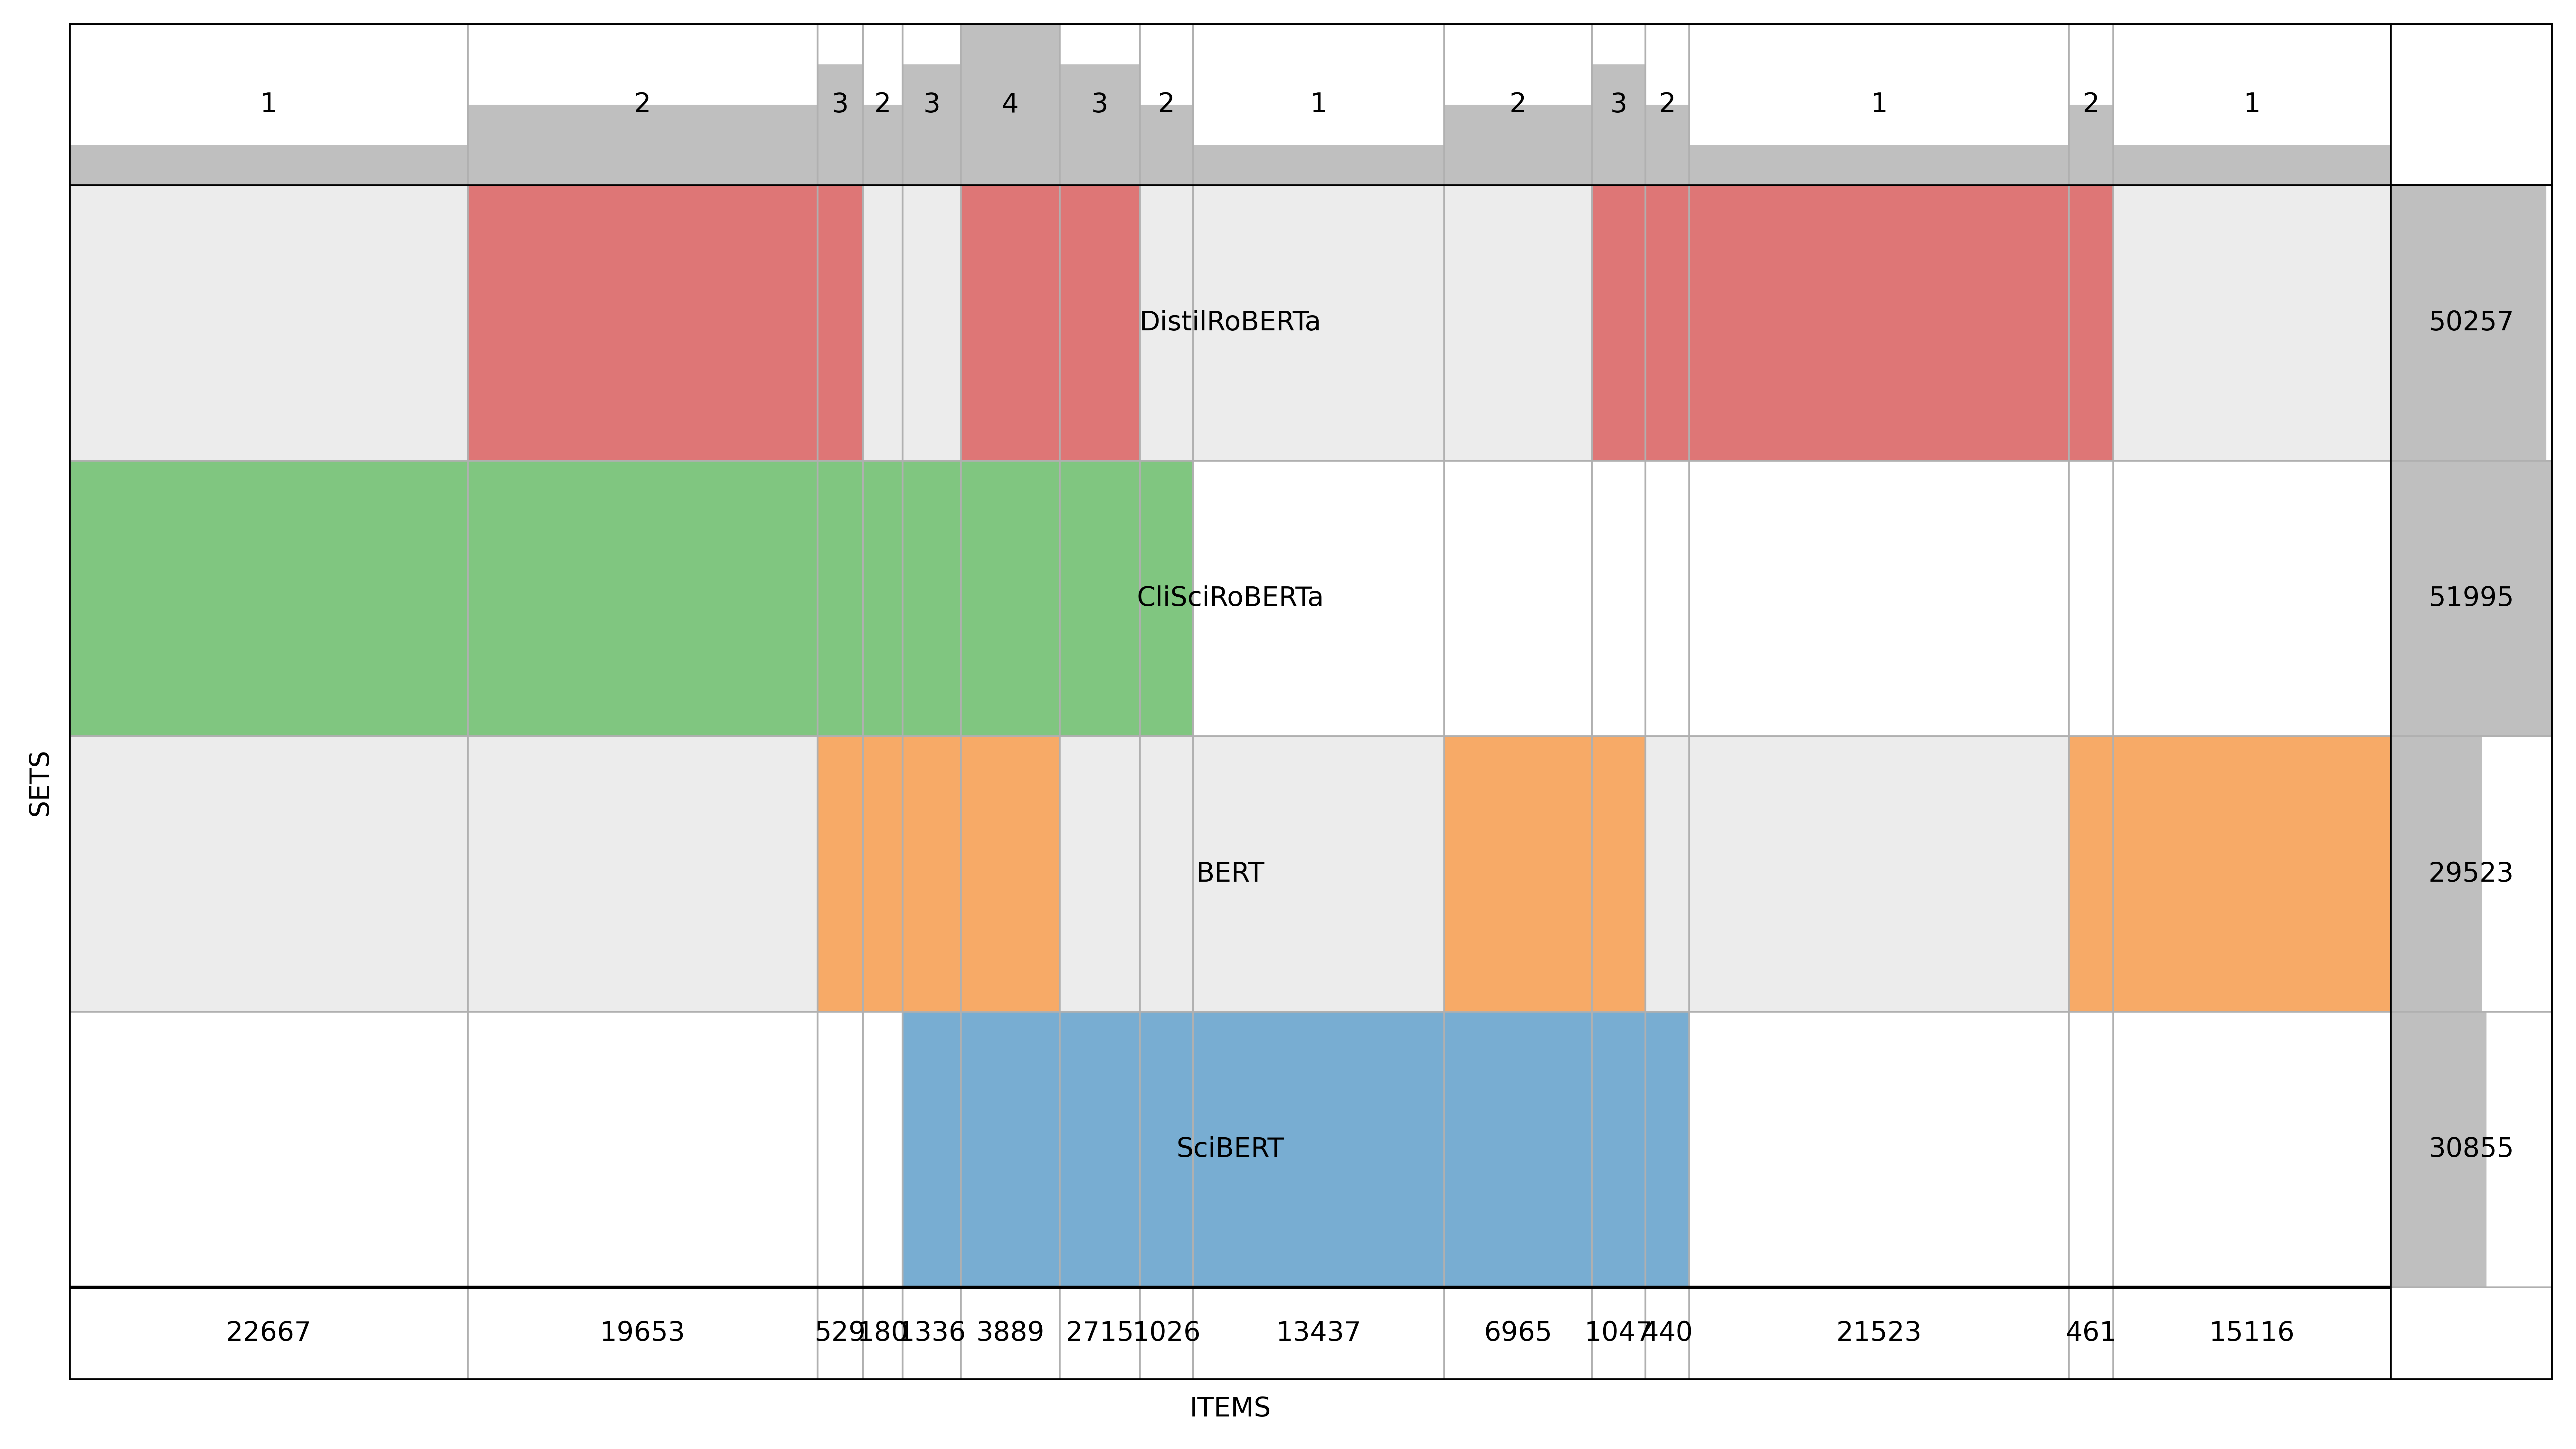 1 2 3 2 3 4 3 2 1 2 3 2 1 2 1
DistilRoBERTa 50257
CliSciRoBERTa 51995
SETS
BERT 29523
SciBERT 30855
22667 19653 529 180 1336 3889 2715 1026 13437 6965 1047 440 21523 461 15116
ITEMS